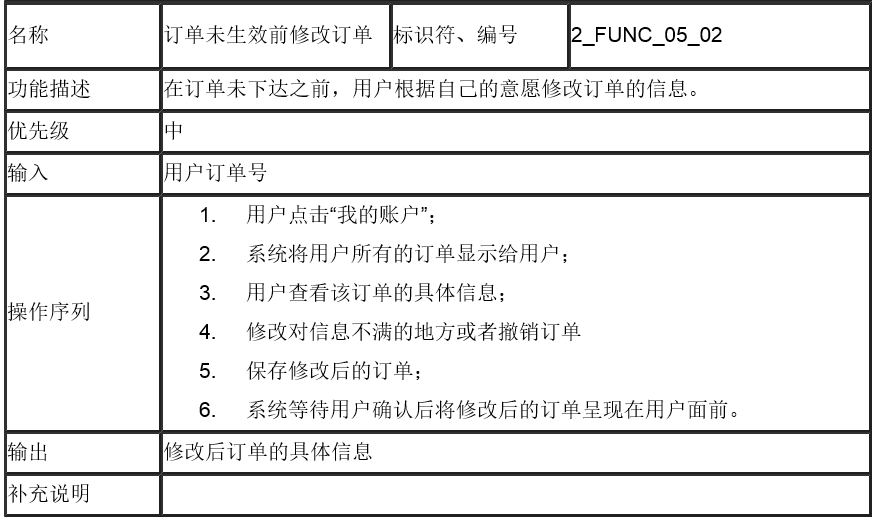 名称 订单未生效前修改订单 标识符、编号 2_FUNC_05_02
功能描述 在订单未下达之前，用户根据自己的意愿修改订单的信息。
优先级 中
输入 用户订单号
操作序列
1. 用户点击“我的账户”；
2. 系统将用户所有的订单显示给用户；
3. 用户查看该订单的具体信息；
4. 修改对信息不满的地方或者撤销订单
5. 保存修改后的订单；
6. 系统等待用户确认后将修改后的订单呈现在用户面前。
输出 修改后订单的具体信息
补充说明